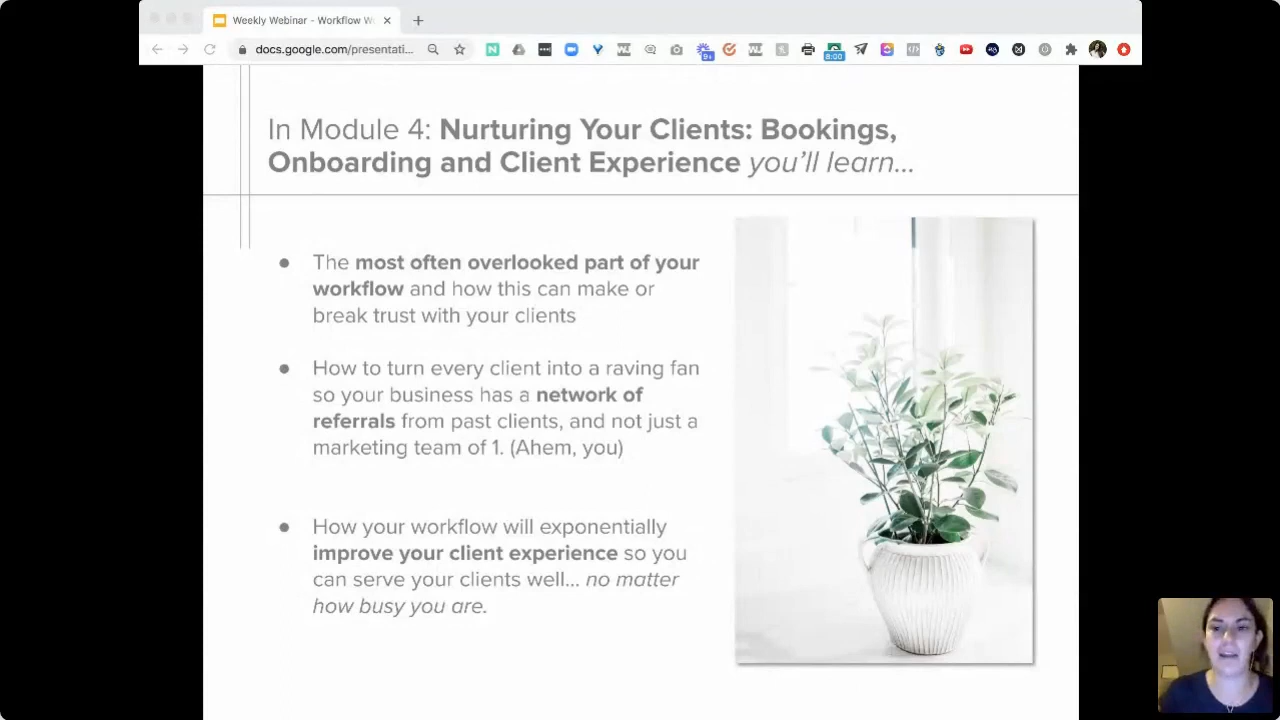 Weekly Webinar - Workflow W
docs.google.com/presentati...
9+
8:00
In Module 4: Nurturing Your Clients: Bookings,
Onboarding and Client Experience you'll learn...
● The most often overlooked part of your
workflow and how this can make or
break trust with your clients
● How to turn every client into a raving fan
so your business has a network of
referrals from past clients, and not just a
marketing team of 1. (Ahem, you)
● How your workflow will exponentially
improve your client experience so you
can serve your clients well... no matter
how busy you are.